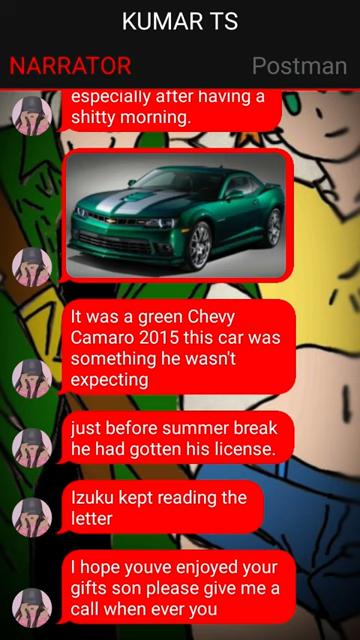 KUMAR TS
NARRATOR Postman
especially after having a
shitty morning.
It was a green Chevy
Camaro 2015 this car was
something he wasn't
expecting
just before summer break
he had gotten his license.
Izuku kept reading the
letter
I hope youve enjoyed your
gifts son please give me a
call when ever you